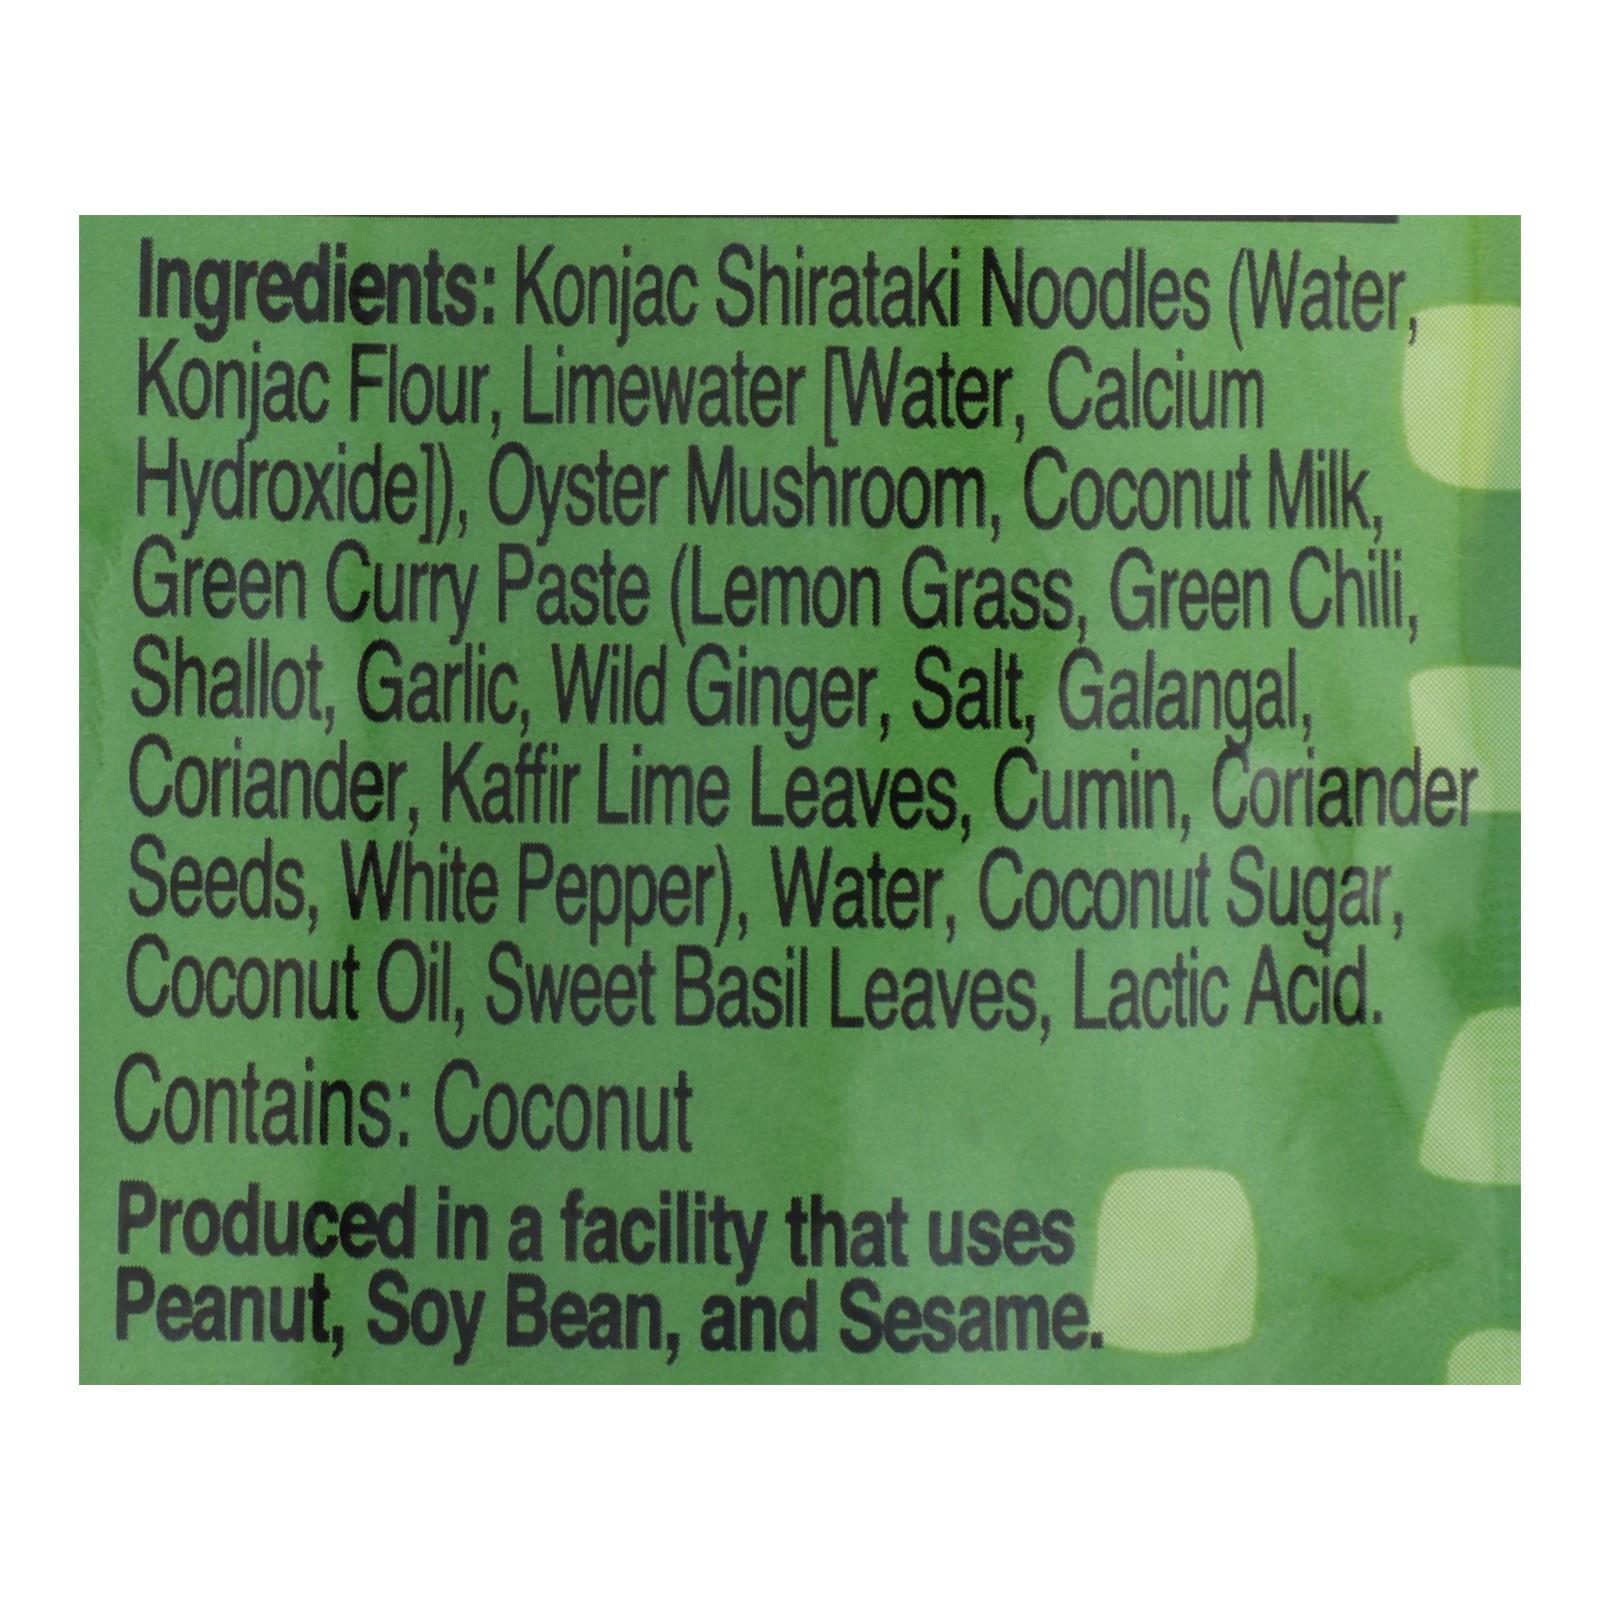 Ingredients: Konjac Shirataki Noodles (Water,
Konjac Flour, Limewater [Water, Calcium
Hydroxide]), Oyster Mushroom, Coconut Milk,
Green Curry Paste (Lemon Grass, Green Chili,
Shallot, Garlic, Wild Ginger, Salt, Galangal,
Coriander, Kaffir Lime Leaves, Cumin, Coriander
Seeds, White Pepper), Water, Coconut Sugar,
Coconut Oil, Sweet Basil Leaves, Lactic Acid.
Contains: Coconut
Produced in a facility that uses
Peanut, Soy Bean, and Sesame.